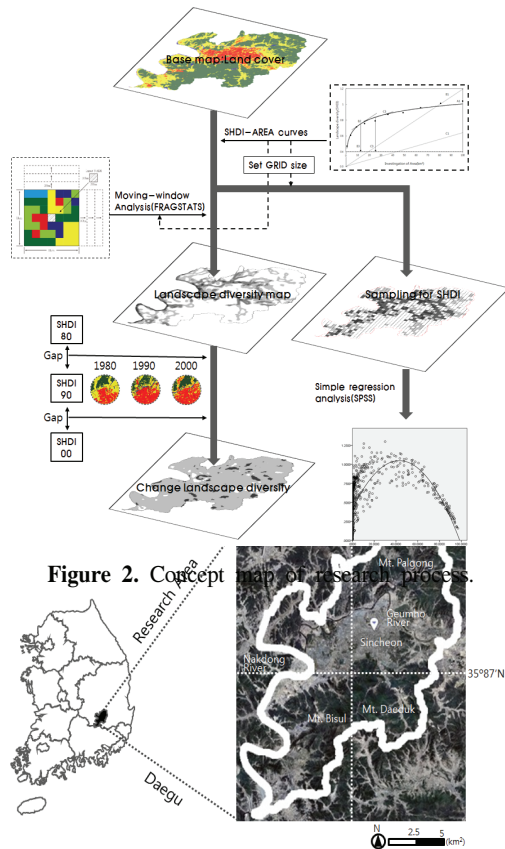 Base map:Land cover
SHDI-AREA curves
Set GRID size
Moving-window
Analysis(FRAGSTATS)
Landscape diversity map
Sampling for SHDI
SHDI
80
Gap
SHDI
90
Gap
SHDI
00
1980 1990 2000
Simple regression
analysis(SPSS)
Change landscape diversity
Figure 2. Concept map of research process.
Research Area
Daegu
Mt. Palgong
Geumho
River
Sincheon
Nakdong
River
35°87'N
Mt. Daeduk
Mt. Bisul
N
2.5 5
(km²)